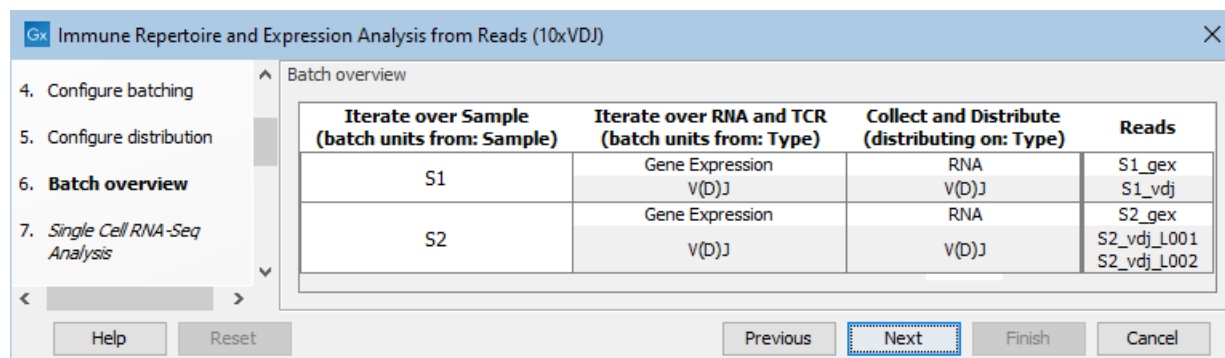 Gx Immune Repertoire and Expression Analysis from Reads (10xVDJ)
4. Configure batching
5. Configure distribution
6. Batch overview
7. Single Cell RNA-Seq
Analysis
Batch overview
Iterate over Sample Iterate over RNA and TCR Collect and Distribute Reads
(batch units from: Sample) (batch units from: Type) (distributing on: Type)
S1 Gene Expression RNA S1_gex
V(D)J V(D)J S1_vdj
S2 Gene Expression RNA S2_gex
V(D)J V(D)J S2_vdj_L001
S2_vdj_L002
Help Reset Previous Next Finish Cancel